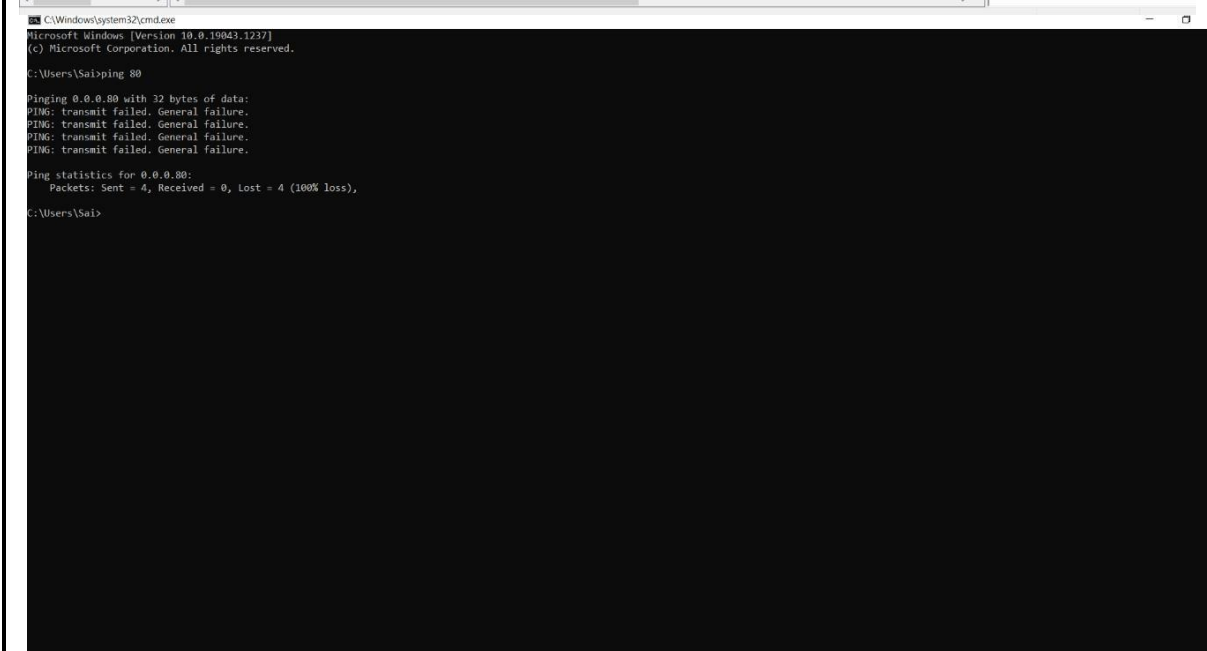 C:\Windows\system32\cmd.exe
Microsoft Windows [Version 10.0.19043.1237]
(c) Microsoft Corporation. All rights reserved.
C:\Users\Sai>ping 80
Pinging 0.0.0.80 with 32 bytes of data:
PING: transmit failed. General failure.
PING: transmit failed. General failure.
PING: transmit failed. General failure.
PING: transmit failed. General failure.
Ping statistics for 0.0.0.80:
    Packets: Sent = 4, Received = 0, Lost = 4 (100% loss),
C:\Users\Sai>